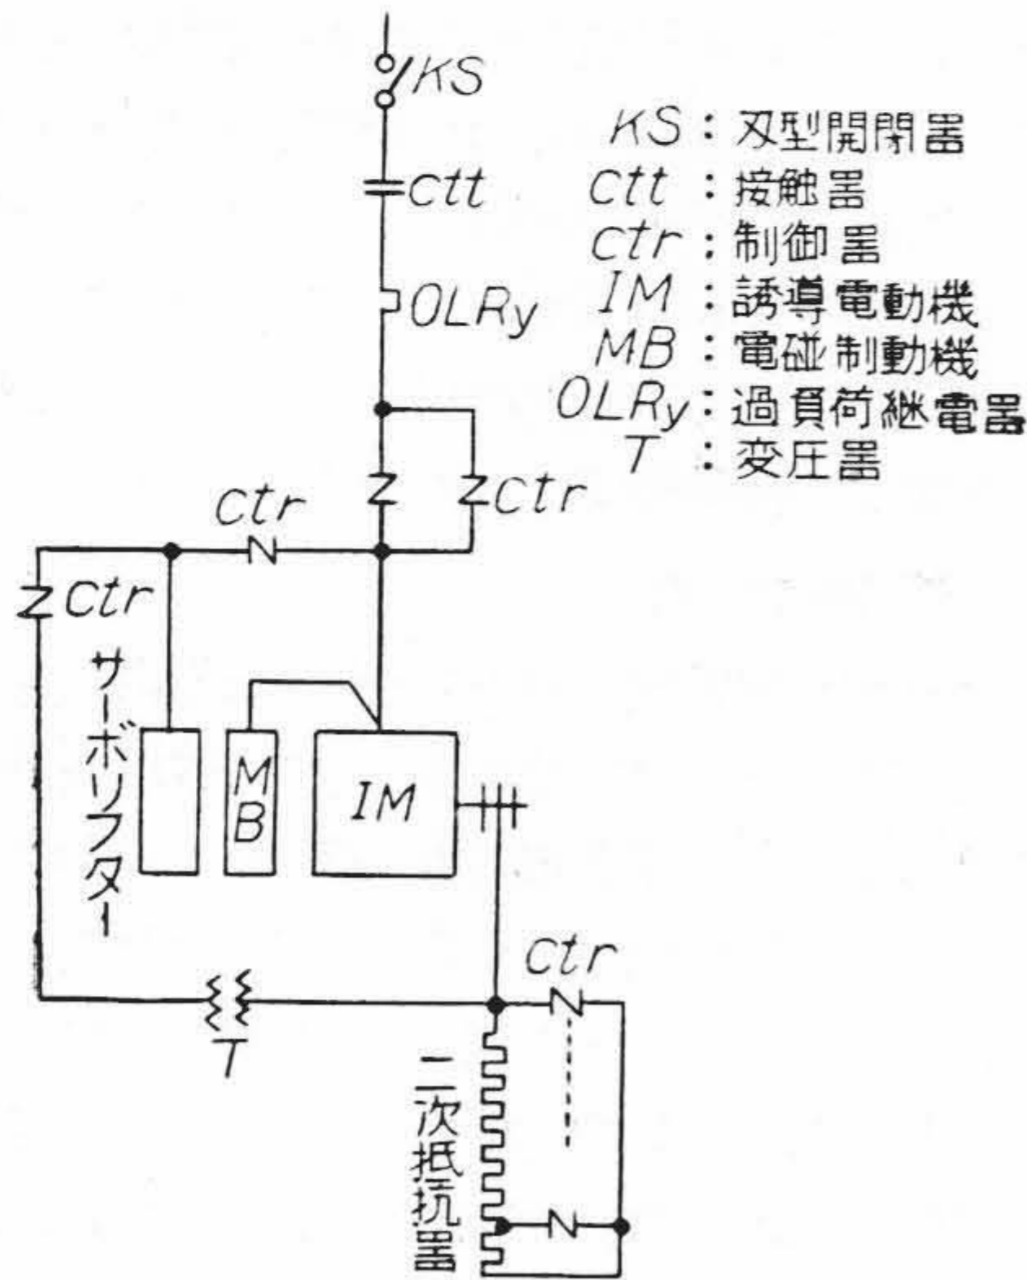 KS
ctt
OLRy
ctr
ctr
ctr
サーボリフター
MB
IM
ctr
T
二次抵抗器
KS：刃型開閉器
ctt：接触器
ctr：制御器
IM：誘導電動機
MB：電磁制動機
OLRy：過負荷継電器
T：変圧器